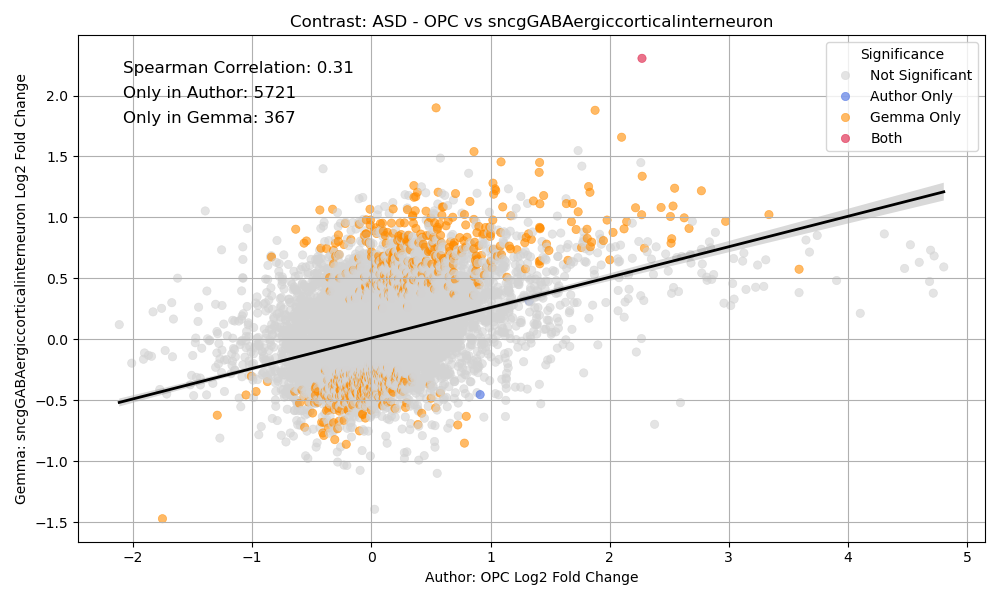 Contrast: ASD - OPC vs sncgGABAergiccorticalinterneuron
Spearman Correlation: 0.31
Only in Author: 5721
Only in Gemma: 367
Significance
Not Significant
Author Only
Gemma Only
Both
Gemma: sncgGABAergiccorticalinterneuron Log2 Fold Change
2.0
1.5
1.0
0.5
0.0
−0.5
−1.0
−1.5
−2
−1
0
1
2
3
4
5
Author: OPC Log2 Fold Change